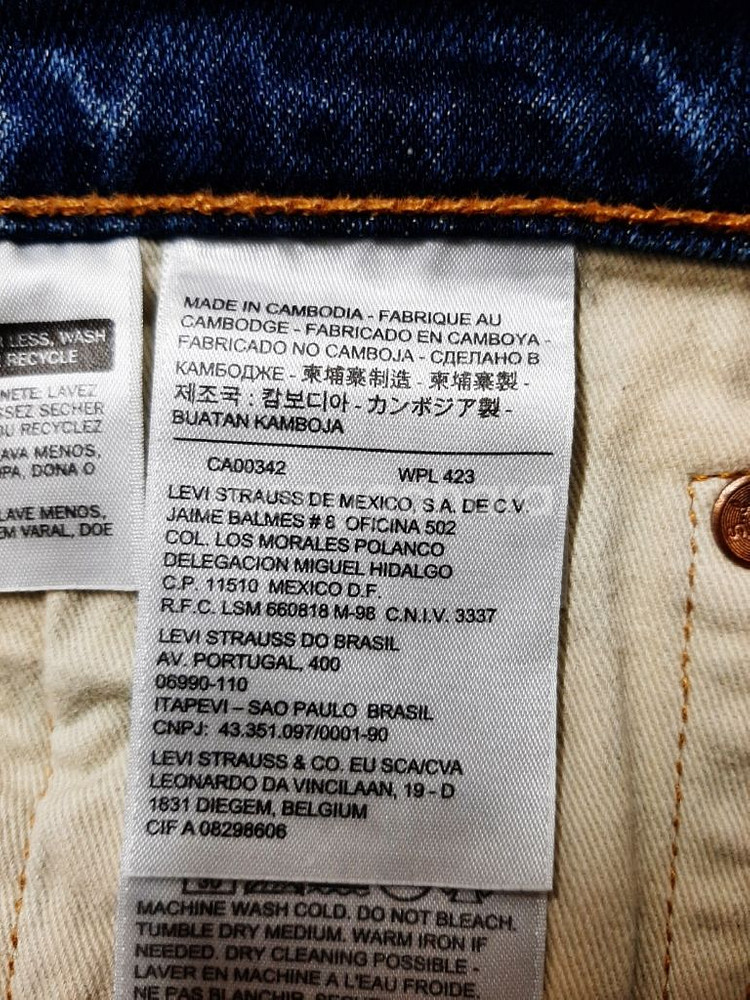 LESS, WASH
RECYCLE
LAVEZ
SECHER
OU RECYCLEZ
LAVA MENOS,
DONA O
LAVE MENOS,
EM VARAL, DOE
MADE IN CAMBODIA - FABRIQUE AU
CAMBODGE - FABRICADO EN CAMBOYA -
FABRICADO NO CAMBOJA - СДЕЛАНО В
КАМБОДЖЕ - 柬埔寨制造 - 柬埔寨製 -
제조국 : 캄보디아 - カンボジア製 -
BUATAN KAMBOJA
CA00342 WPL 423
LEVI STRAUSS DE MEXICO, S.A. DE C.V.
JAIME BALMES # 8 OFICINA 502
COL. LOS MORALES POLANCO
DELEGACION MIGUEL HIDALGO
C.P. 11510 MEXICO D.F.
R.F.C. LSM 660818 M-98 C.N.I.V. 3337
LEVI STRAUSS DO BRASIL
AV. PORTUGAL, 400
06990-110
ITAPEVI – SAO PAULO BRASIL
CNPJ: 43.351.097/0001-90
LEVI STRAUSS & CO. EU SCA/CVA
LEONARDO DA VINCILAAN, 19 - D
1831 DIEGEM, BELGIUM
CIF A 08298606
30
MACHINE WASH COLD. DO NOT BLEACH.
TUMBLE DRY MEDIUM. WARM IRON IF
NEEDED. DRY CLEANING POSSIBLE -
LAVER EN MACHINE A L'EAU FROIDE.
NE PAS BLANCHIR.